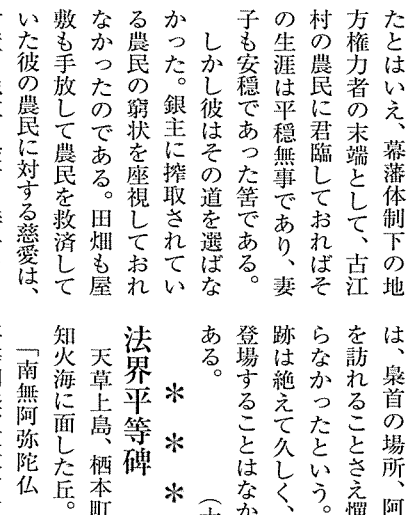 たとはいえ、幕藩体制下の地
方権力者の末端として、古江
村の農民に君臨しておればそ
の生涯は平穏無事であり、妻
子も安穏であった筈である。
しかし彼はその道を選ばな
かった。銀主に搾取されてい
る農民の窮状を座視しておれ
なかったのである。田畑も屋
敷も手放して農民を救済して
いた彼の農民に対する慈愛は、
は、梟首の場所、阿
を訪れることさえ憚
らなかったという。
跡は絶えて久しく、
登場することはなか
ある。
＊ ＊ ＊
法界平等碑
天草上島、栖本町
知火海に面した丘。
「南無阿弥陀仏